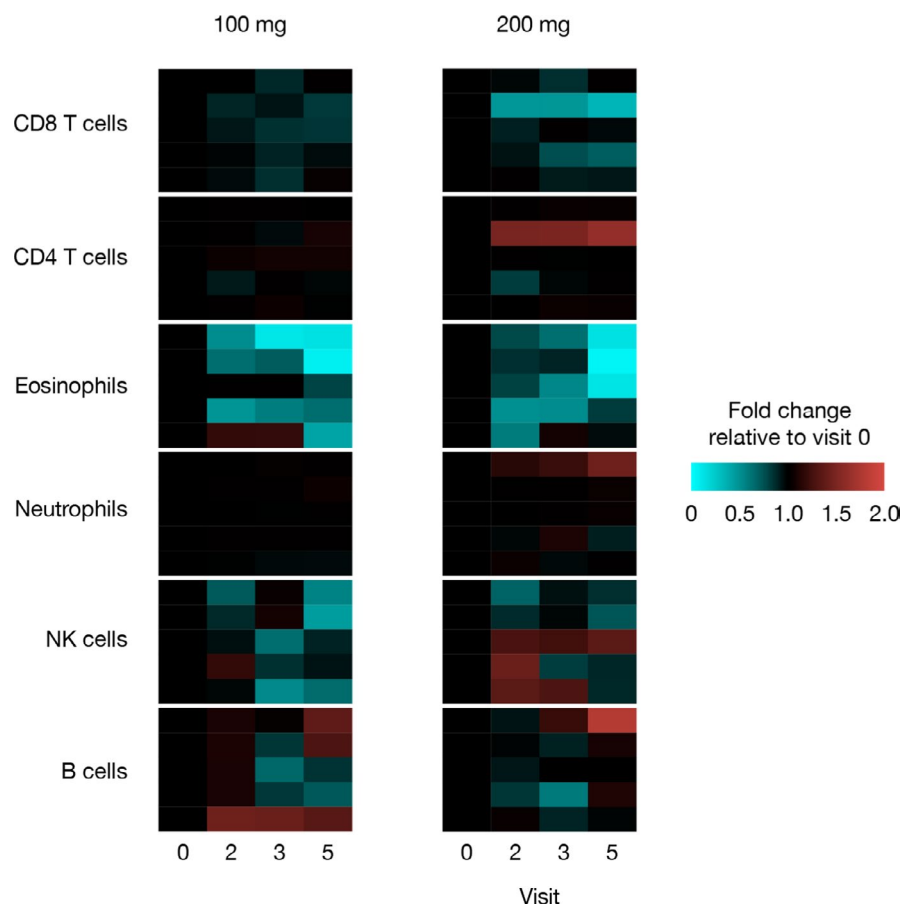 100 mg
200 mg
CD8 T cells
CD4 T cells
Eosinophils
Neutrophils
NK cells
B cells
Fold change
relative to visit 0
0 0.5 1.0 1.5 2.0
0 2 3 5
0 2 3 5
Visit